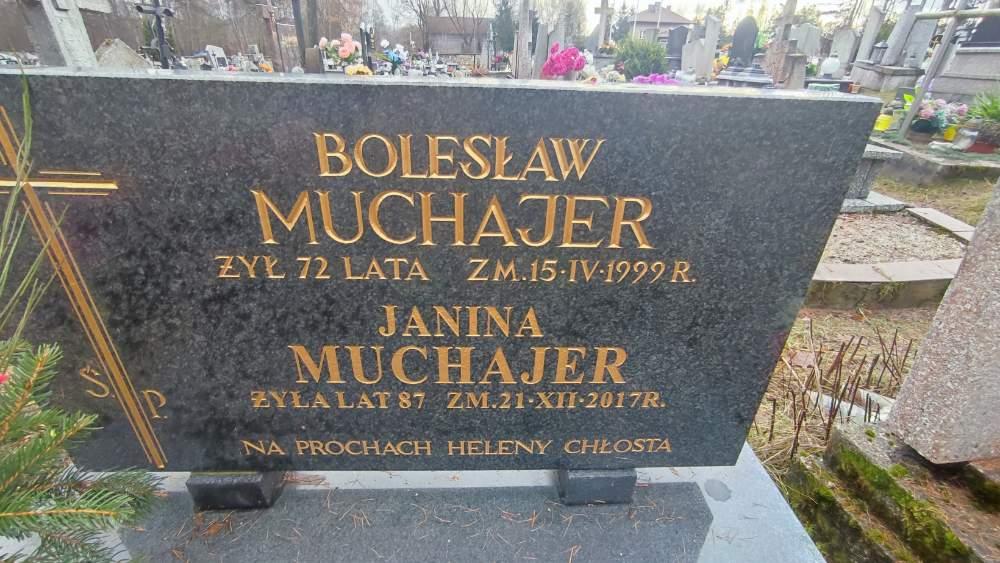 BOLESŁAW
MUCHAJER
ŻYŁ 72 LATA ZM.15·IV·1999 R.
JANINA
MUCHAJER
ŻYŁA LAT 87 ZM.21·XII·2017R.
Ś P.
NA PROCHACH HELENY CHŁOSTA